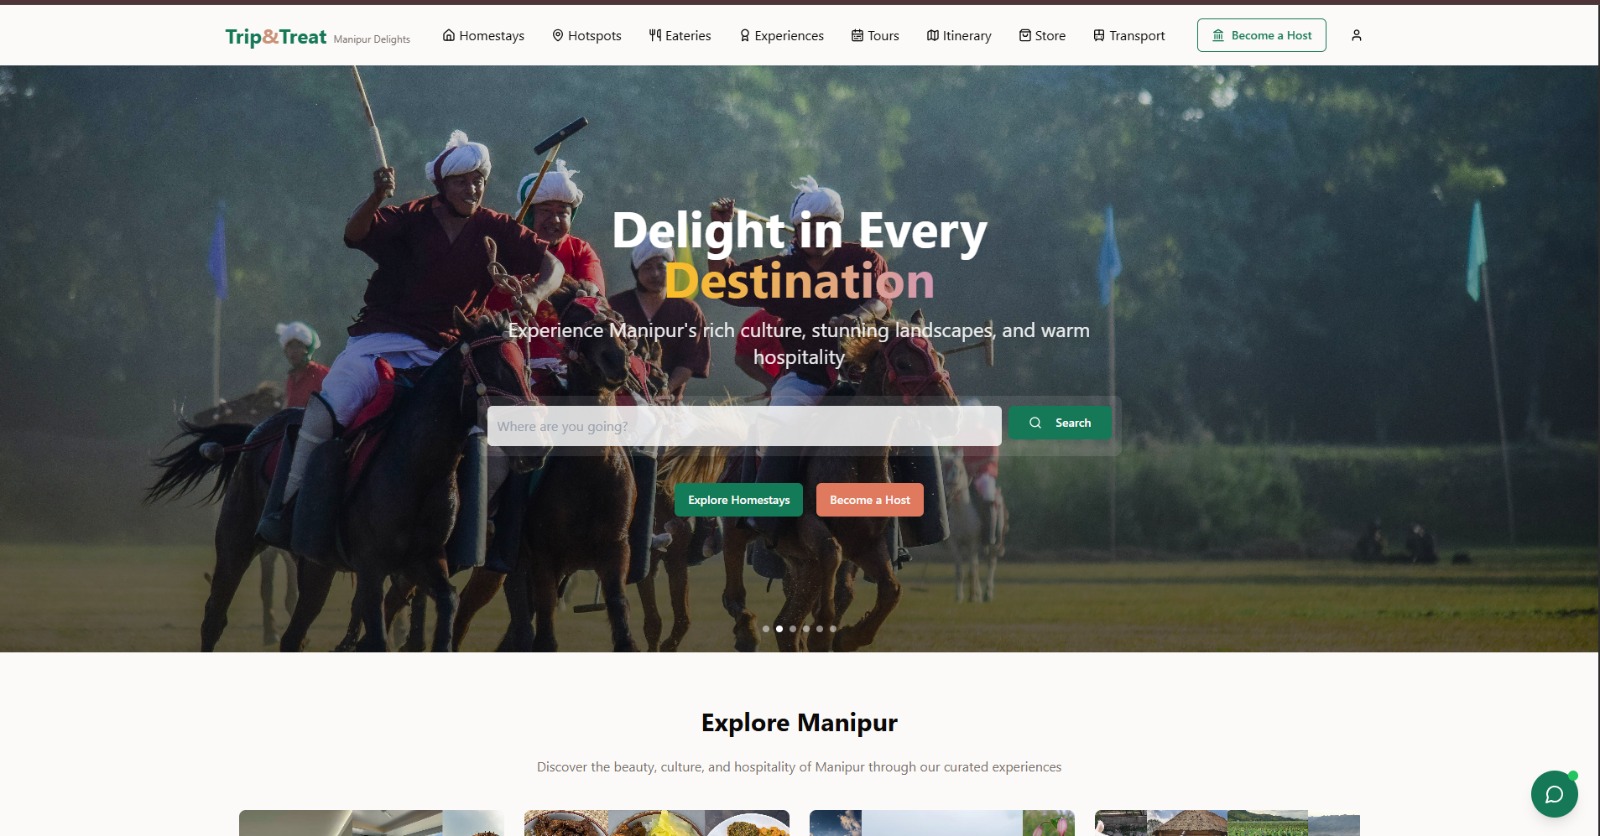 Trip&Treat Manipur Delights Homestays Hotspots Eateries Experiences Tours Itinerary Store Transport Become a Host
Delight in Every
Destination
Experience Manipur's rich culture, stunning landscapes, and warm
hospitality
Where are you going? Search
Explore Homestays Become a Host
Explore Manipur
Discover the beauty, culture, and hospitality of Manipur through our curated experiences